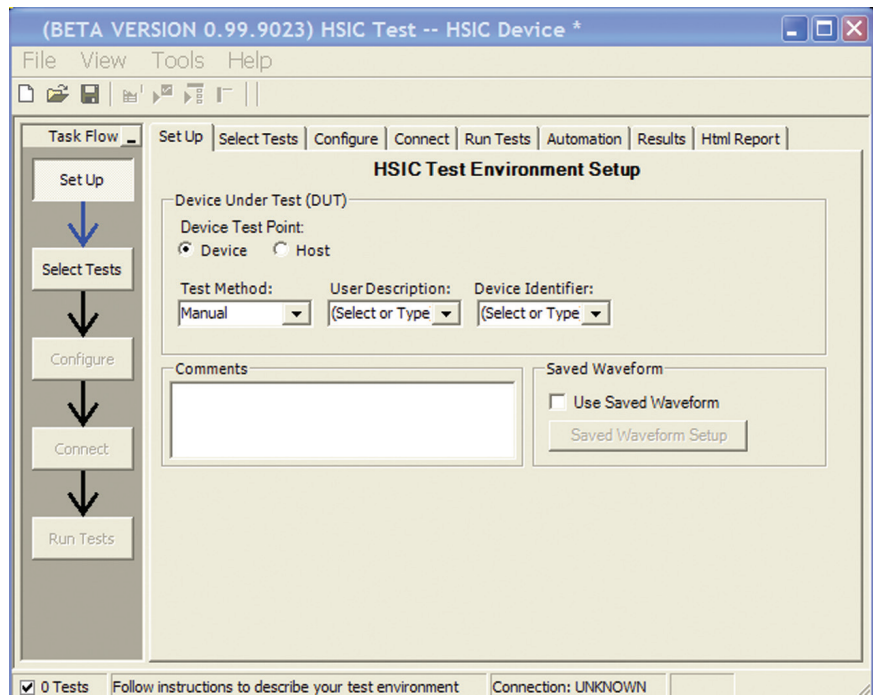 (BETA VERSION 0.99.9023) HSIC Test -- HSIC Device *
File View Tools Help
Task Flow
Set Up
Select Tests
Configure
Connect
Run Tests
Set Up Select Tests Configure Connect Run Tests Automation Results Html Report
HSIC Test Environment Setup
Device Under Test (DUT)
Device Test Point:
Device Host
Test Method: User Description: Device Identifier:
Manual (Select or Type (Select or Type
Comments
Saved Waveform
Use Saved Waveform
Saved Waveform Setup
0 Tests Follow instructions to describe your test environment Connection: UNKNOWN